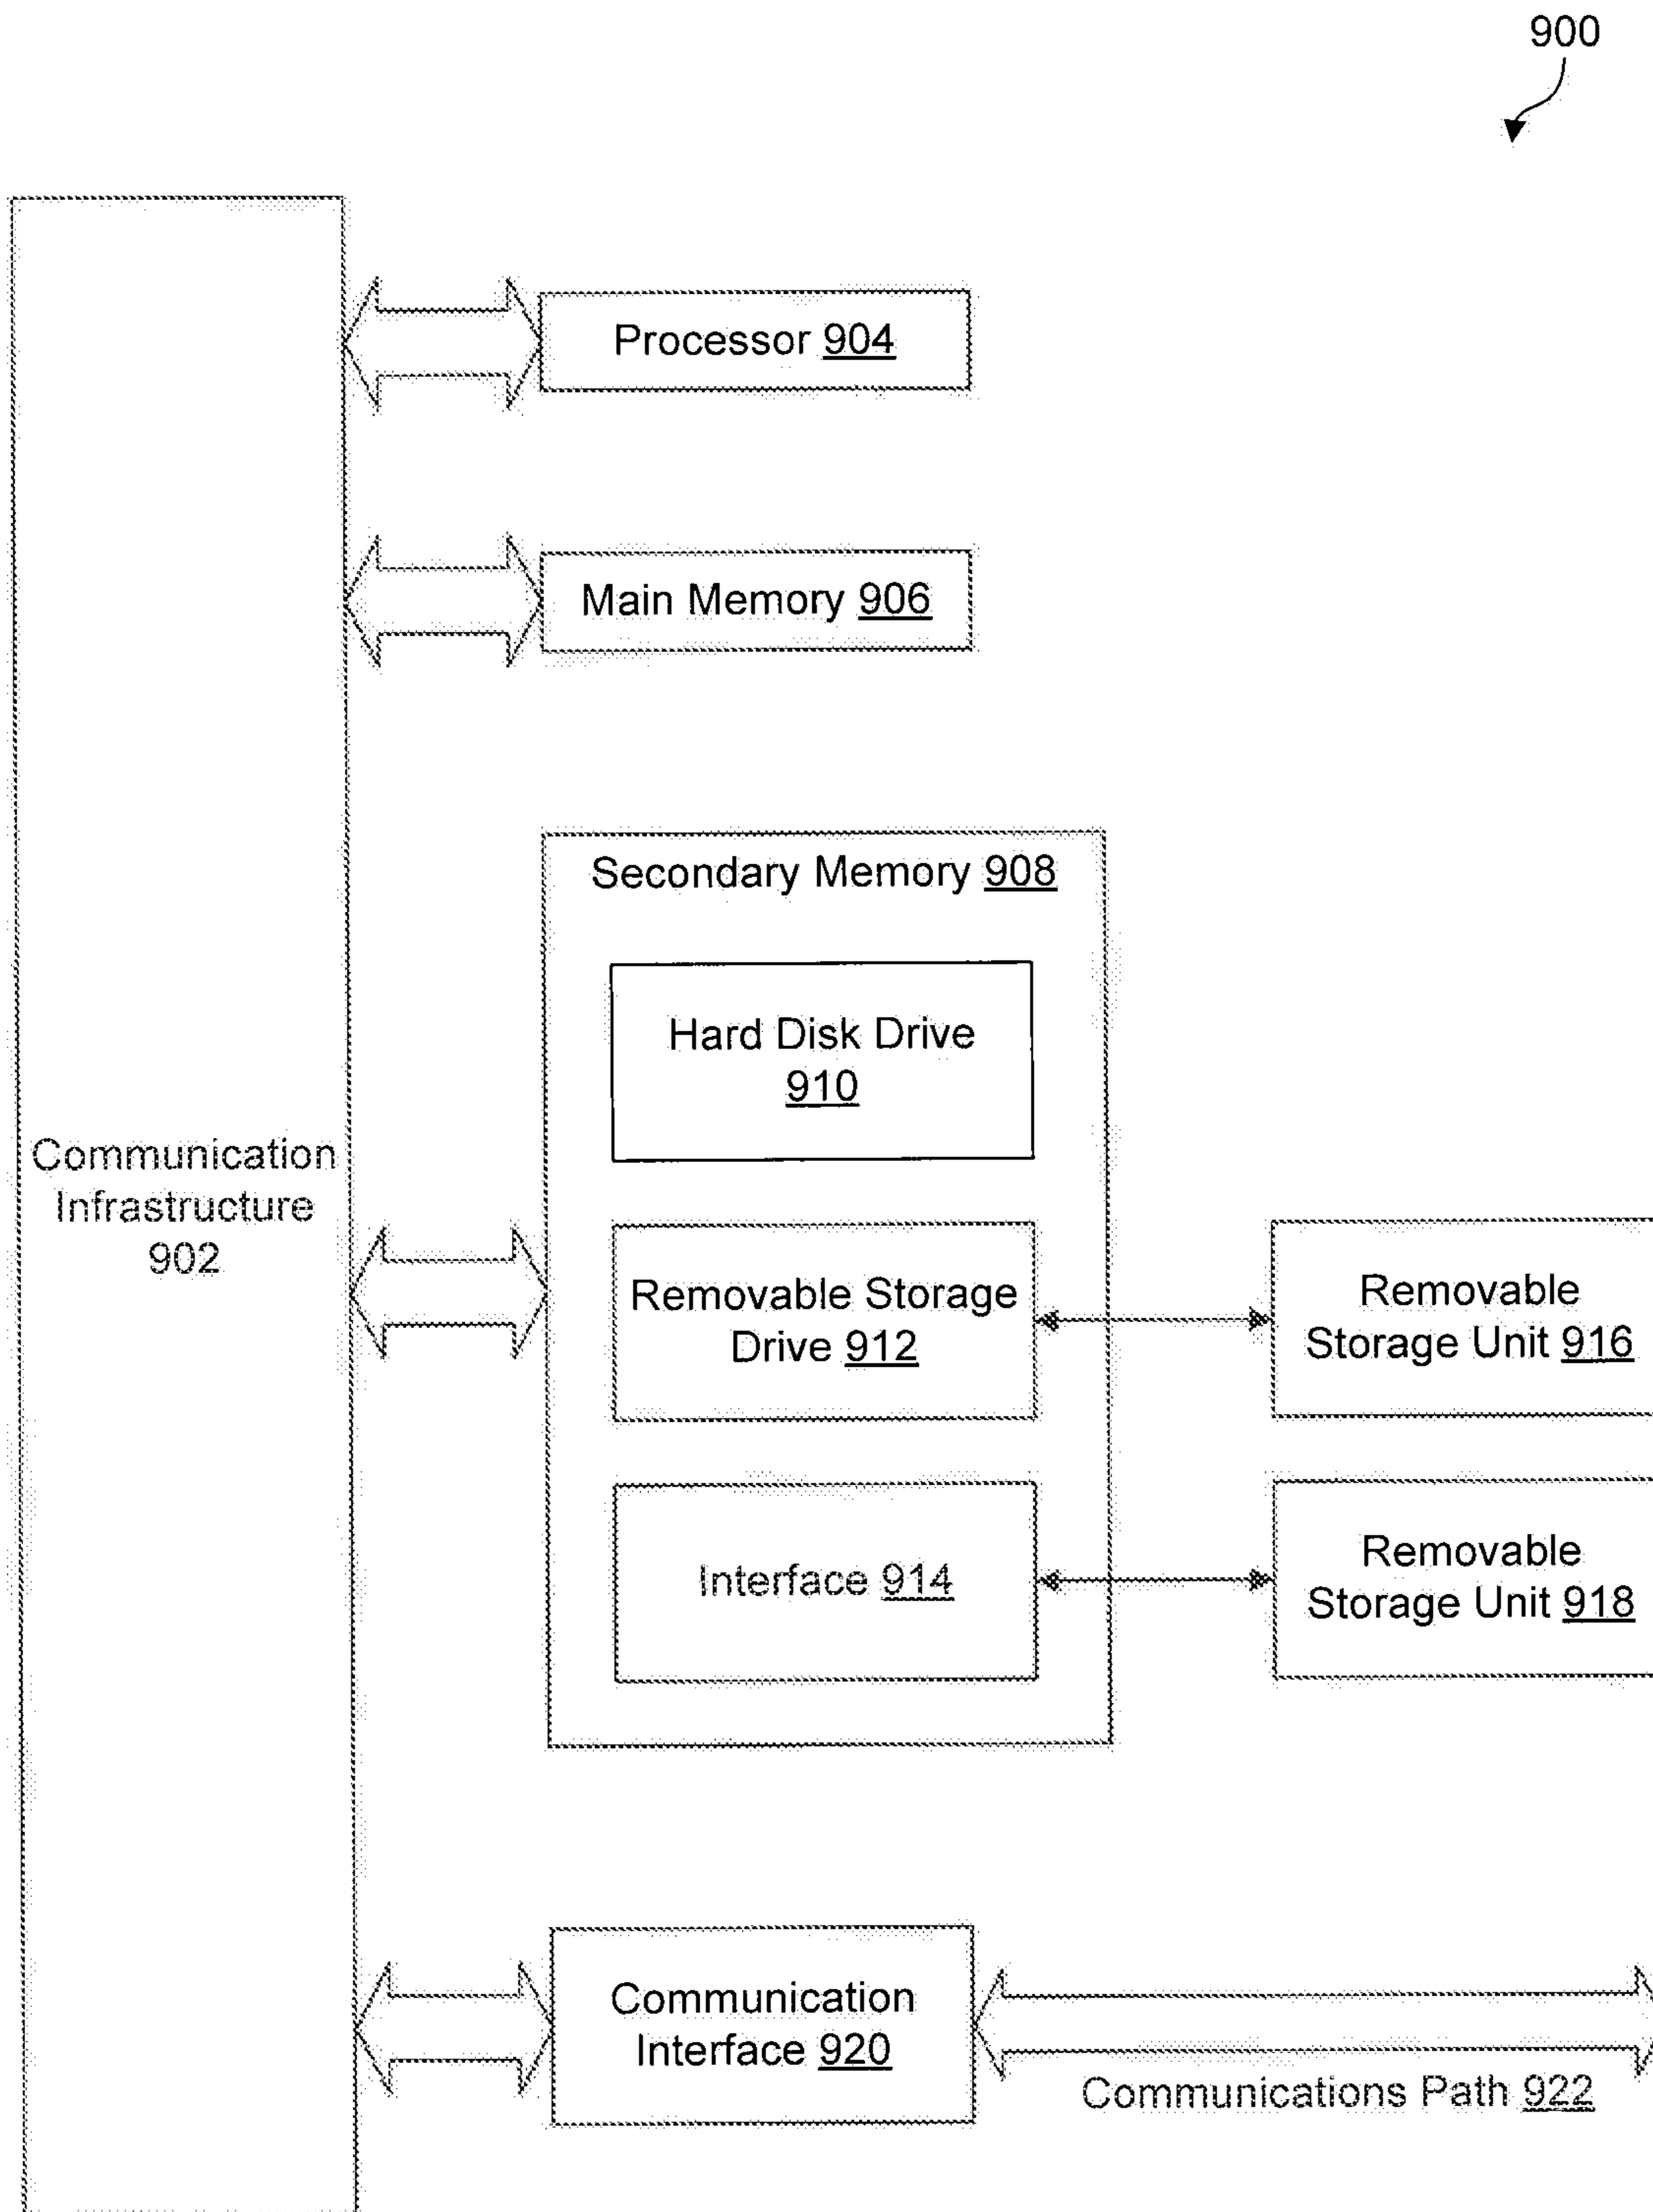 900
Processor 904
Main Memory 906
Secondary Memory 908
Hard Disk Drive
910
Communication
Infrastructure
902
Removable Storage
Drive 912
Removable
Storage Unit 916
Interface 914
Removable
Storage Unit 918
Communication
Interface 920
Communications Path 922